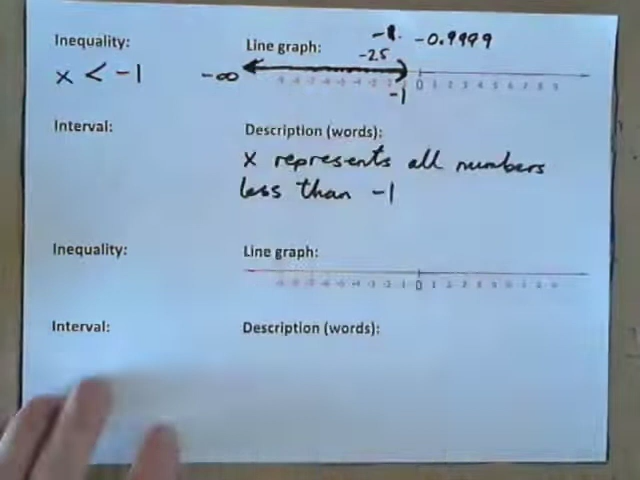 Inequality:
x < -1
Line graph:
-0.9999
-25
-∞
-1
0 1 2 3 4 5 6 7 8 9
Interval:
Description (words):
x represents all numbers
less than -1
Inequality:
Line graph:
0 1 2 3 4 5 6 7 8 9
Interval:
Description (words):